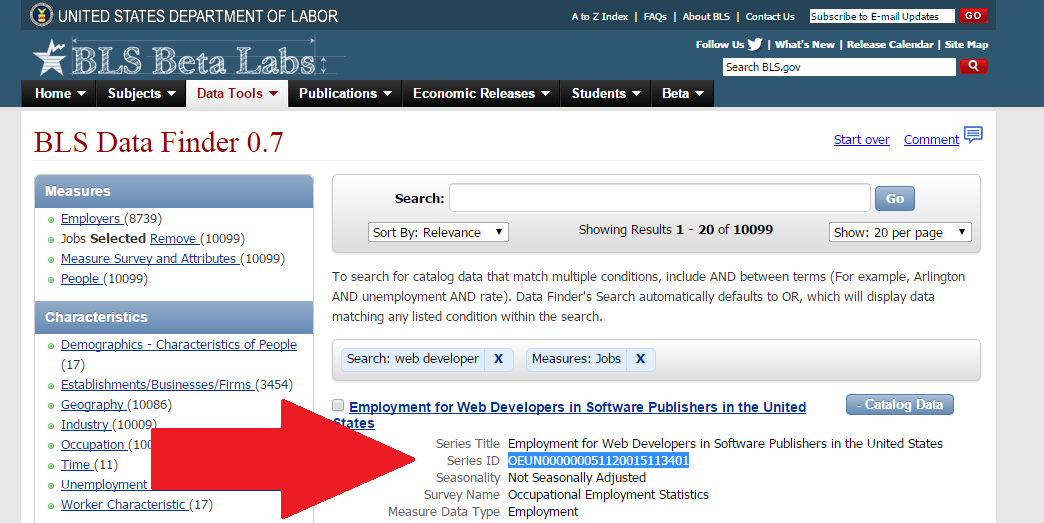 UNITED STATES DEPARTMENT OF LABOR
A to Z Index | FAQs | About BLS | Contact Us
Subscribe to E-mail Updates GO
Follow Us | What's New | Release Calendar | Site Map
BLS Beta Labs
Search BLS.gov
Home Subjects Data Tools Publications Economic Releases Students Beta
BLS Data Finder 0.7
Start over Comment
Measures
Employers (8739)
Jobs Selected Remove (10099)
Measure Survey and Attributes (10099)
People (10099)
Characteristics
Demographics - Characteristics of People
(17)
Establishments/Businesses/Firms (3454)
Geography (10086)
Industry (10009)
Occupation
Time (11)
Unemployment
Worker Characteristic (17)
Search: Go
Sort By: Relevance
Showing Results 1 - 20 of 10099
Show: 20 per page
To search for catalog data that match multiple conditions, include AND between terms (For example, Arlington
AND unemployment AND rate). Data Finder's Search automatically defaults to OR, which will display data
matching any listed condition within the search.
Search: web developer X Measures: Jobs X
Employment for Web Developers in Software Publishers in the United
States
- Catalog Data
Series Title Employment for Web Developers in Software Publishers in the United States
Series ID OEUN000000051120015113401
Seasonality Not Seasonally Adjusted
Survey Name Occupational Employment Statistics
Measure Data Type Employment